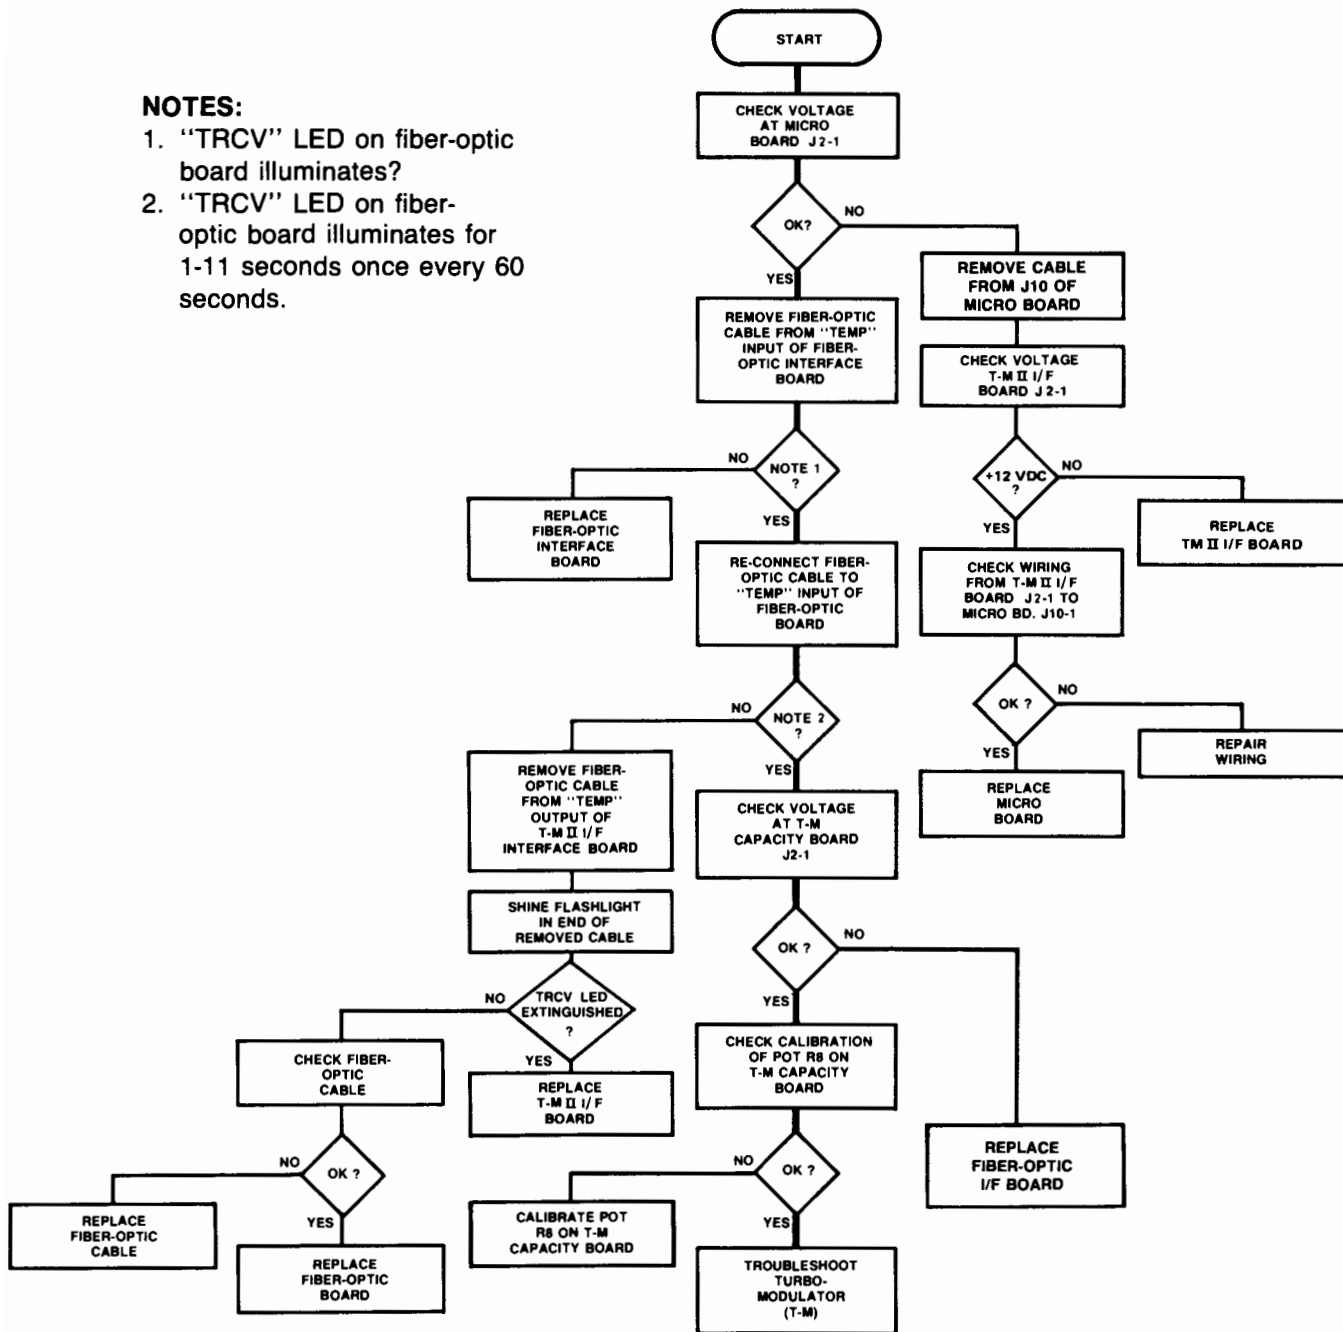 START
NOTES:
1. "TRCV" LED on fiber-optic
board illuminates?
2. "TRCV" LED on fiber-
optic board illuminates for
1-11 seconds once every 60
seconds.
CHECK VOLTAGE
AT MICRO
BOARD J2-1
OK?
NO
YES
REMOVE CABLE
FROM J10 OF
MICRO BOARD
REMOVE FIBER-OPTIC
CABLE FROM "TEMP"
INPUT OF FIBER-
OPTIC INTERFACE
BOARD
CHECK VOLTAGE
T-M II I/F
BOARD J2-1
NOTE 1
?
NO
YES
+12 VDC
?
NO
YES
REPLACE
FIBER-OPTIC
INTERFACE
BOARD
REPLACE
TM II I/F BOARD
RE-CONNECT FIBER-
OPTIC CABLE TO
"TEMP" INPUT OF
FIBER-OPTIC
BOARD
CHECK WIRING
FROM T-M II I/F
BOARD J2-1 TO
MICRO BD. J10-1
NOTE 2
?
NO
YES
OK ?
NO
YES
REPAIR
WIRING
REPLACE
MICRO
BOARD
REMOVE FIBER-
OPTIC CABLE
FROM "TEMP"
OUTPUT OF
T-M II I/F
INTERFACE BOARD
CHECK VOLTAGE
AT T-M
CAPACITY BOARD
J2-1
SHINE FLASHLIGHT
IN END OF
REMOVED CABLE
OK ?
NO
YES
TRCV LED
EXTINGUISHED
?
NO
YES
CHECK FIBER-
OPTIC
CABLE
REPLACE
T-M II I/F
BOARD
CHECK CALIBRATION
OF POT R8 ON
T-M CAPACITY
BOARD
REPLACE
FIBER-OPTIC
I/F BOARD
OK ?
NO
YES
OK ?
NO
YES
REPLACE
FIBER-OPTIC
CABLE
REPLACE
FIBER-OPTIC
BOARD
CALIBRATE POT
R8 ON T-M
CAPACITY BOARD
TROUBLESHOOT
TURBO-
MODULATOR
(T-M)